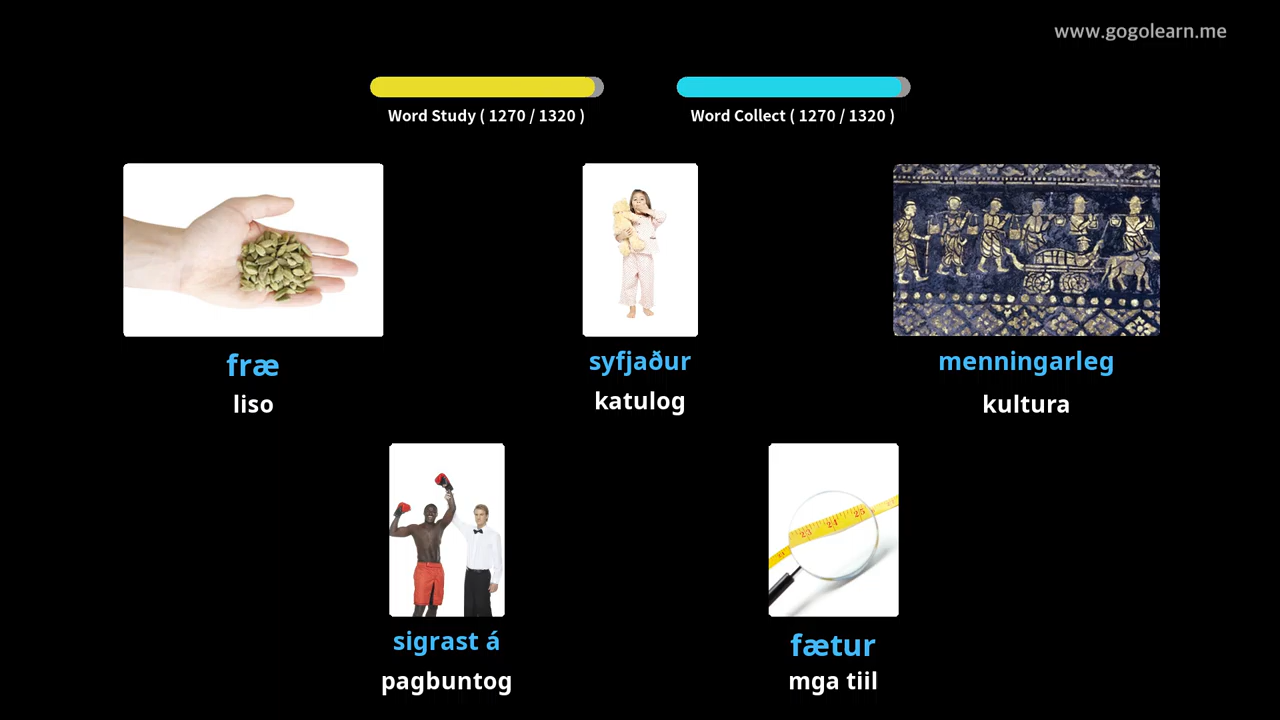 www.gogolearn.me
Word Study ( 1270 / 1320 )
Word Collect ( 1270 / 1320 )
fræ
liso
syfjaður
katulog
menningarleg
kultura
sigrast á
pagbuntog
fætur
mga tiil